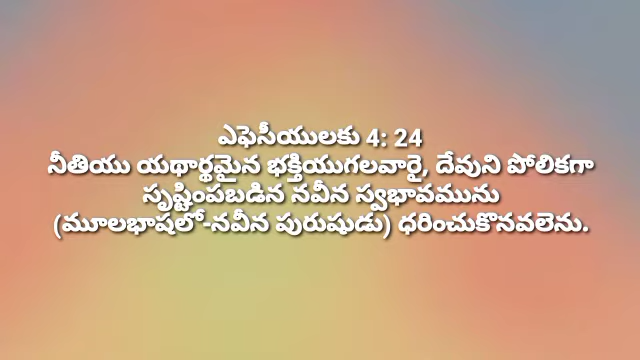 ఎఫెసీయులకు 4: 24
నీతియు యథార్థమైన భక్తియుగలవారై, దేవుని పోలికగా
సృష్టింపబడిన నవీన స్వభావమును
(మూలభాషలో-నవీన పురుషుడు) ధరించుకొనవలెను.